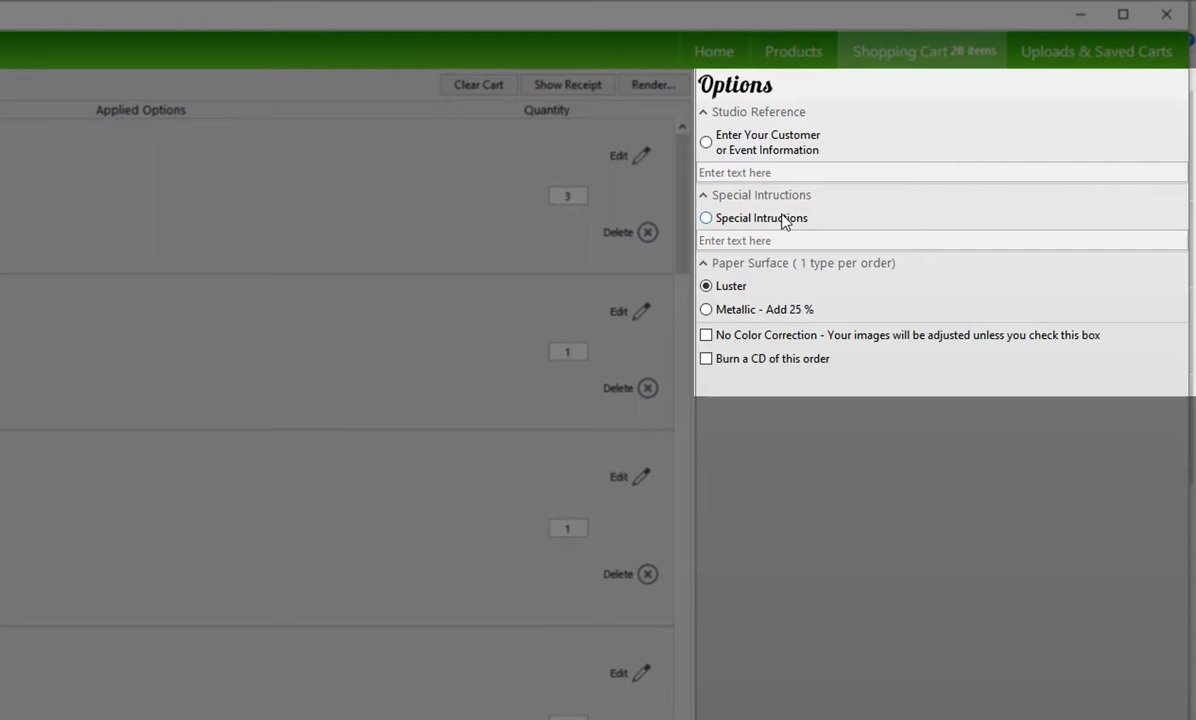 Home Products Shopping Cart 28 items Uploads & Saved Carts
Clear Cart Show Receipt Render...
Applied Options Quantity
Edit
3
Delete
Edit
1
Delete
Edit
1
Delete
Edit
Options
Studio Reference
Enter Your Customer
or Event Information
Enter text here
Special Intructions
Special Intructions
Enter text here
Paper Surface ( 1 type per order)
Luster
Metallic - Add 25 %
No Color Correction - Your images will be adjusted unless you check this box
Burn a CD of this order